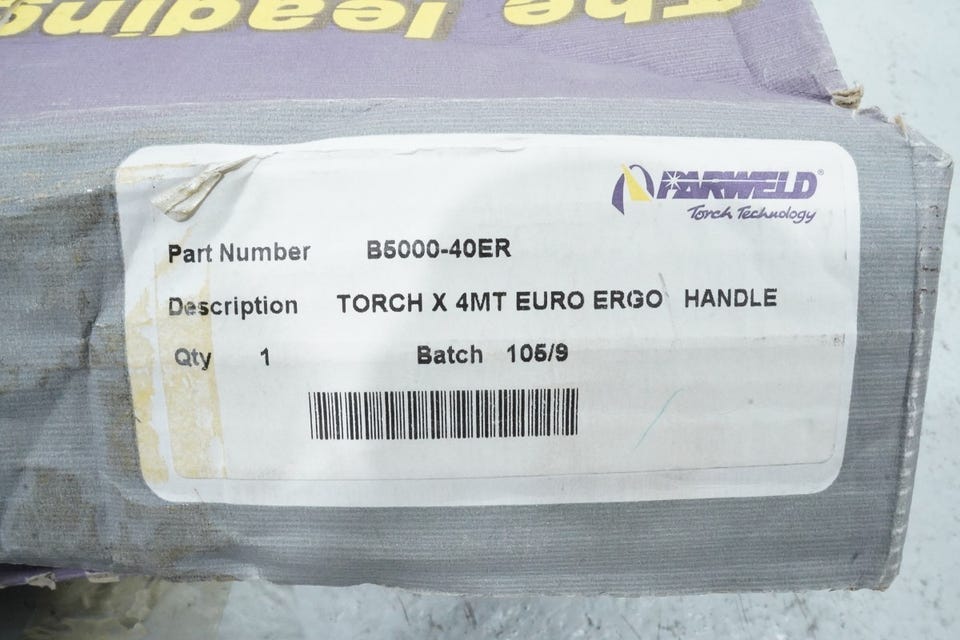 The leading
PARWELD®
Torch Technology
Part Number B5000-40ER
Description TORCH X 4MT EURO ERGO HANDLE
Qty 1 Batch 105/9